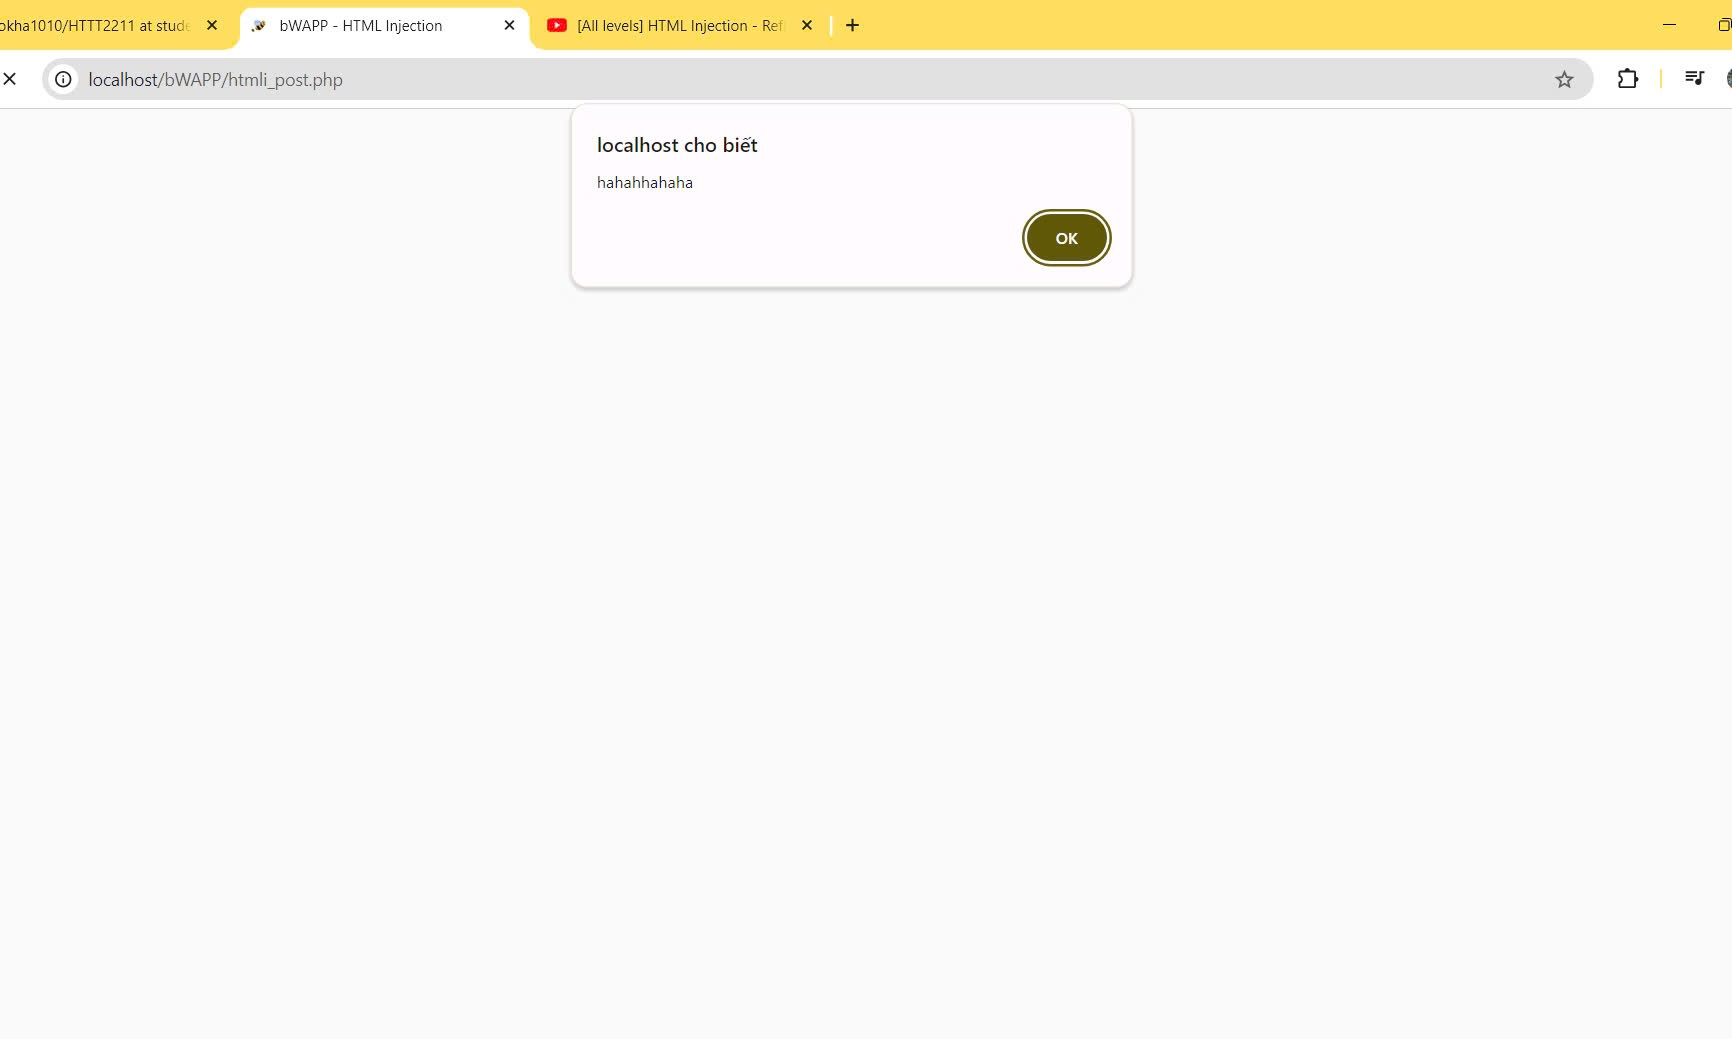 okha1010/HTTT2211 at stude
bWAPP - HTML Injection
[All levels] HTML Injection - Ref
localhost/bWAPP/htmli_post.php
localhost cho biết
hahahhahaha
OK